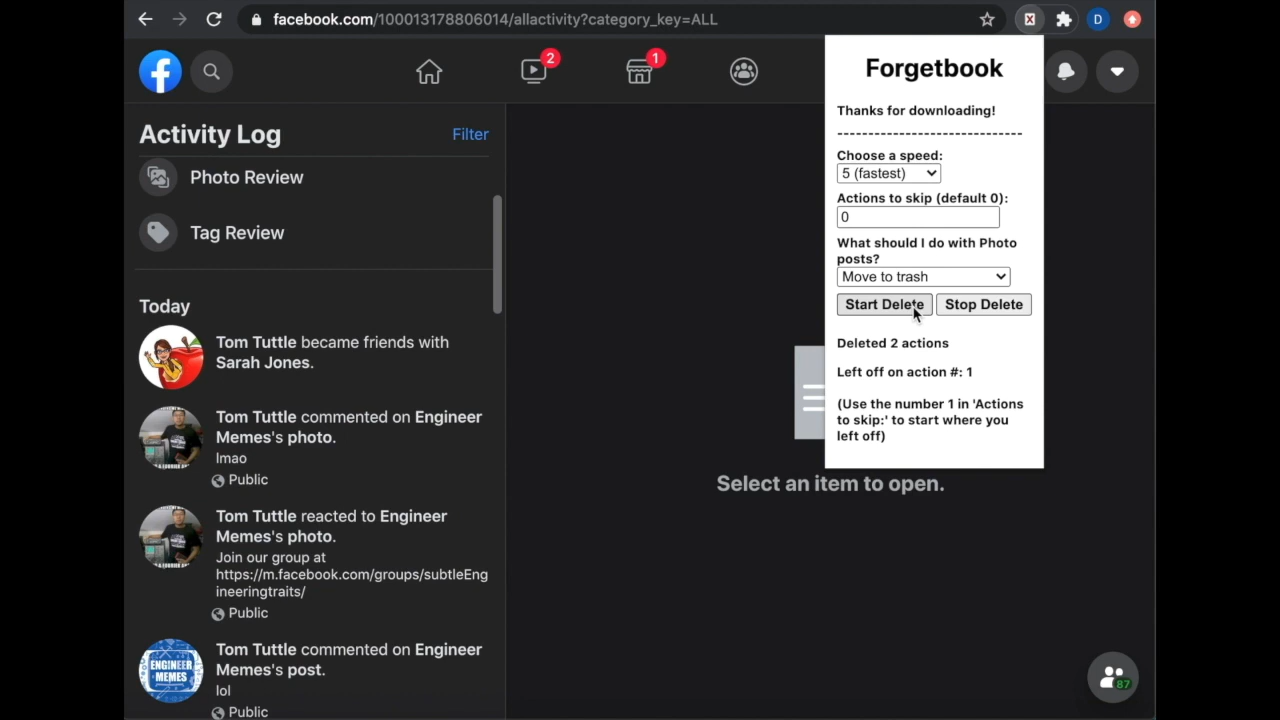 facebook.com/100013178806014/allactivity?category_key=ALL
X
D
2
1
Activity Log
Filter
Photo Review
Tag Review
Today
Tom Tuttle became friends with
Sarah Jones.
Tom Tuttle commented on Engineer
Memes's photo.
lmao
Public
Tom Tuttle reacted to Engineer
Memes's photo.
Join our group at
https://m.facebook.com/groups/subtleEng
ineeringtraits/
Public
ENGINEER
MEMES
Tom Tuttle commented on Engineer
Memes's post.
lol
Public
Forgetbook
Thanks for downloading!
------------------------------
Choose a speed:
5 (fastest)
Actions to skip (default 0):
0
What should I do with Photo
posts?
Move to trash
Start Delete Stop Delete
Deleted 2 actions
Left off on action #: 1
(Use the number 1 in 'Actions
to skip:' to start where you
left off)
Select an item to open.
87